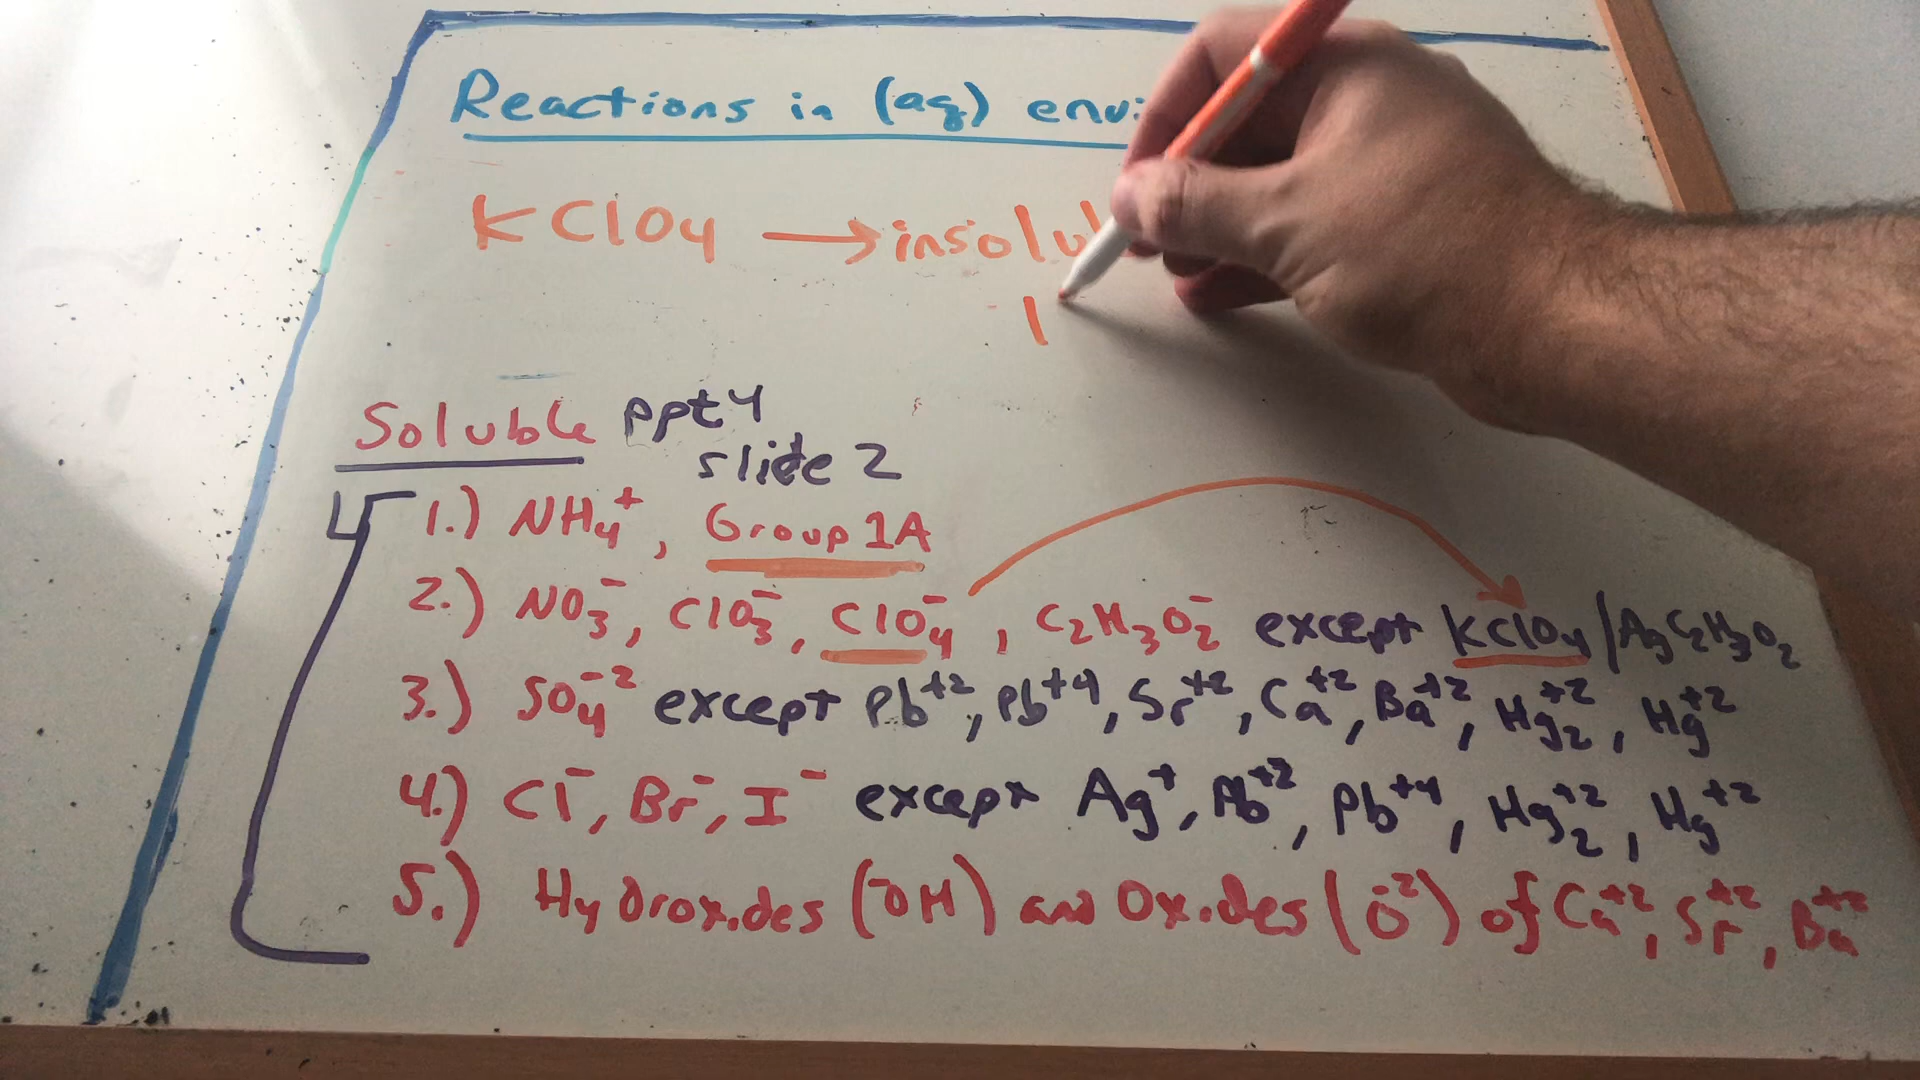 Reactions in (aq) envi
KClO4 → insolub
Soluble ppt4
slide 2
1.) NH4+, Group 1A
2.) NO3-, ClO3-, ClO4-, C2H3O2- except KClO4/AgC2H3O2
3.) SO4-2 except Pb+2, Pb+4, Sr+2, Ca+2, Ba+2, Hg2+2, Hg+2
4.) Cl-, Br-, I- except Ag+, Pb+2, Pb+4, Hg2+2, Hg+2
5.) Hydroxides (-OH) and Oxides (O-2) of Ca+2, Sr+2, Ba+2